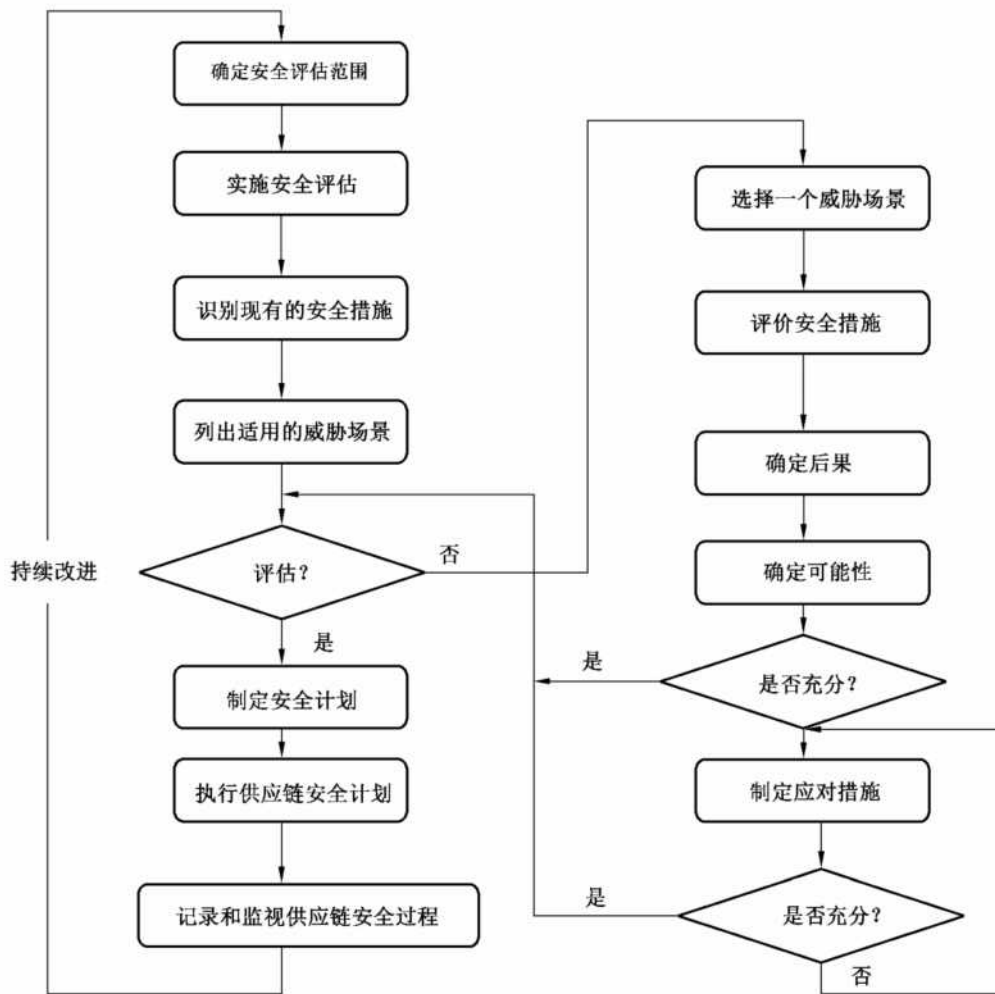 确定安全评估范围
实施安全评估
识别现有的安全措施
列出适用的威胁场景
评估？
否
是
持续改进
制定安全计划
执行供应链安全计划
记录和监视供应链安全过程
选择一个威胁场景
评价安全措施
确定后果
确定可能性
是否充分？
是
制定应对措施
是否充分？
是
否